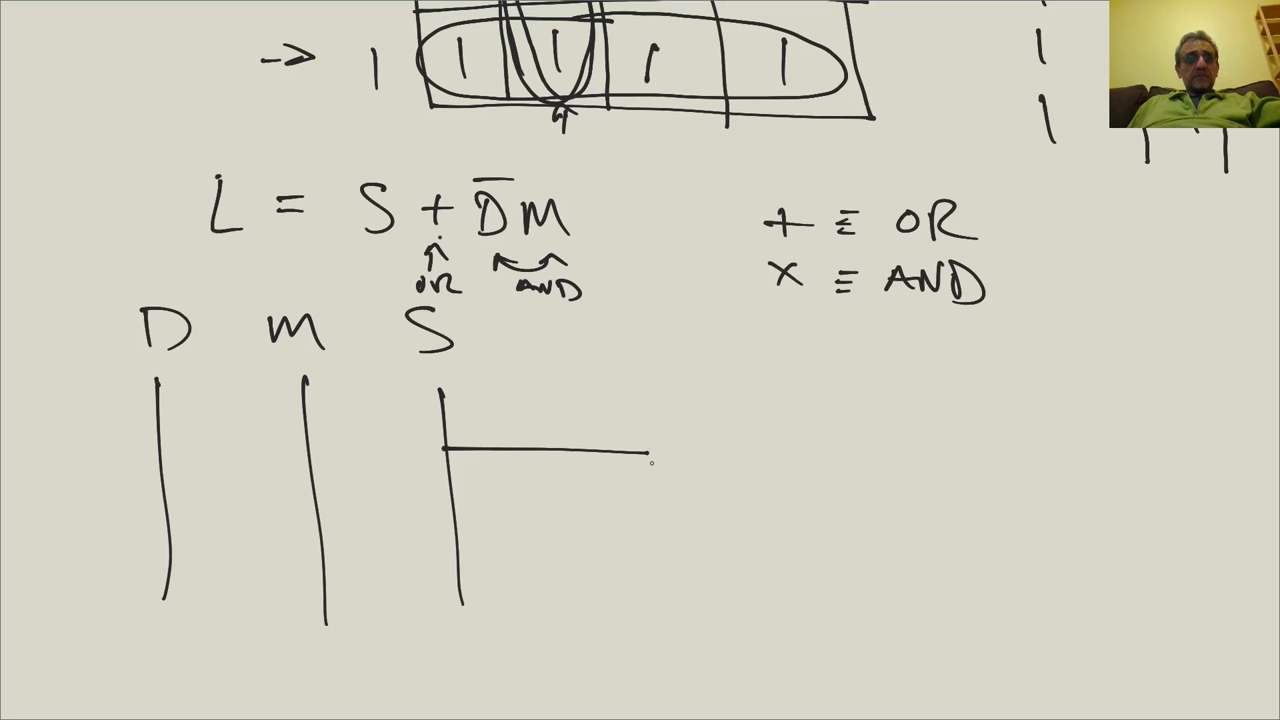 → 1 1 1 1 1
L = S + D̅M
+ ≡ OR
× ≡ AND
OR AND
D M S